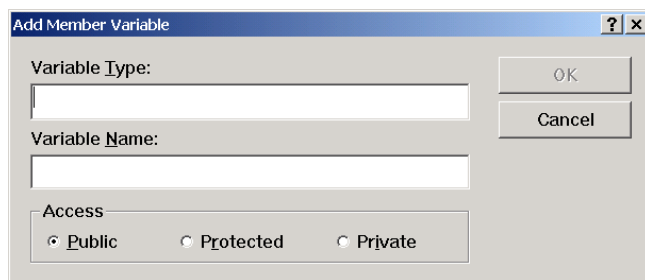 Add Member Variable
Variable Type:
OK
Cancel
Variable Name:
Access
Public Protected Private